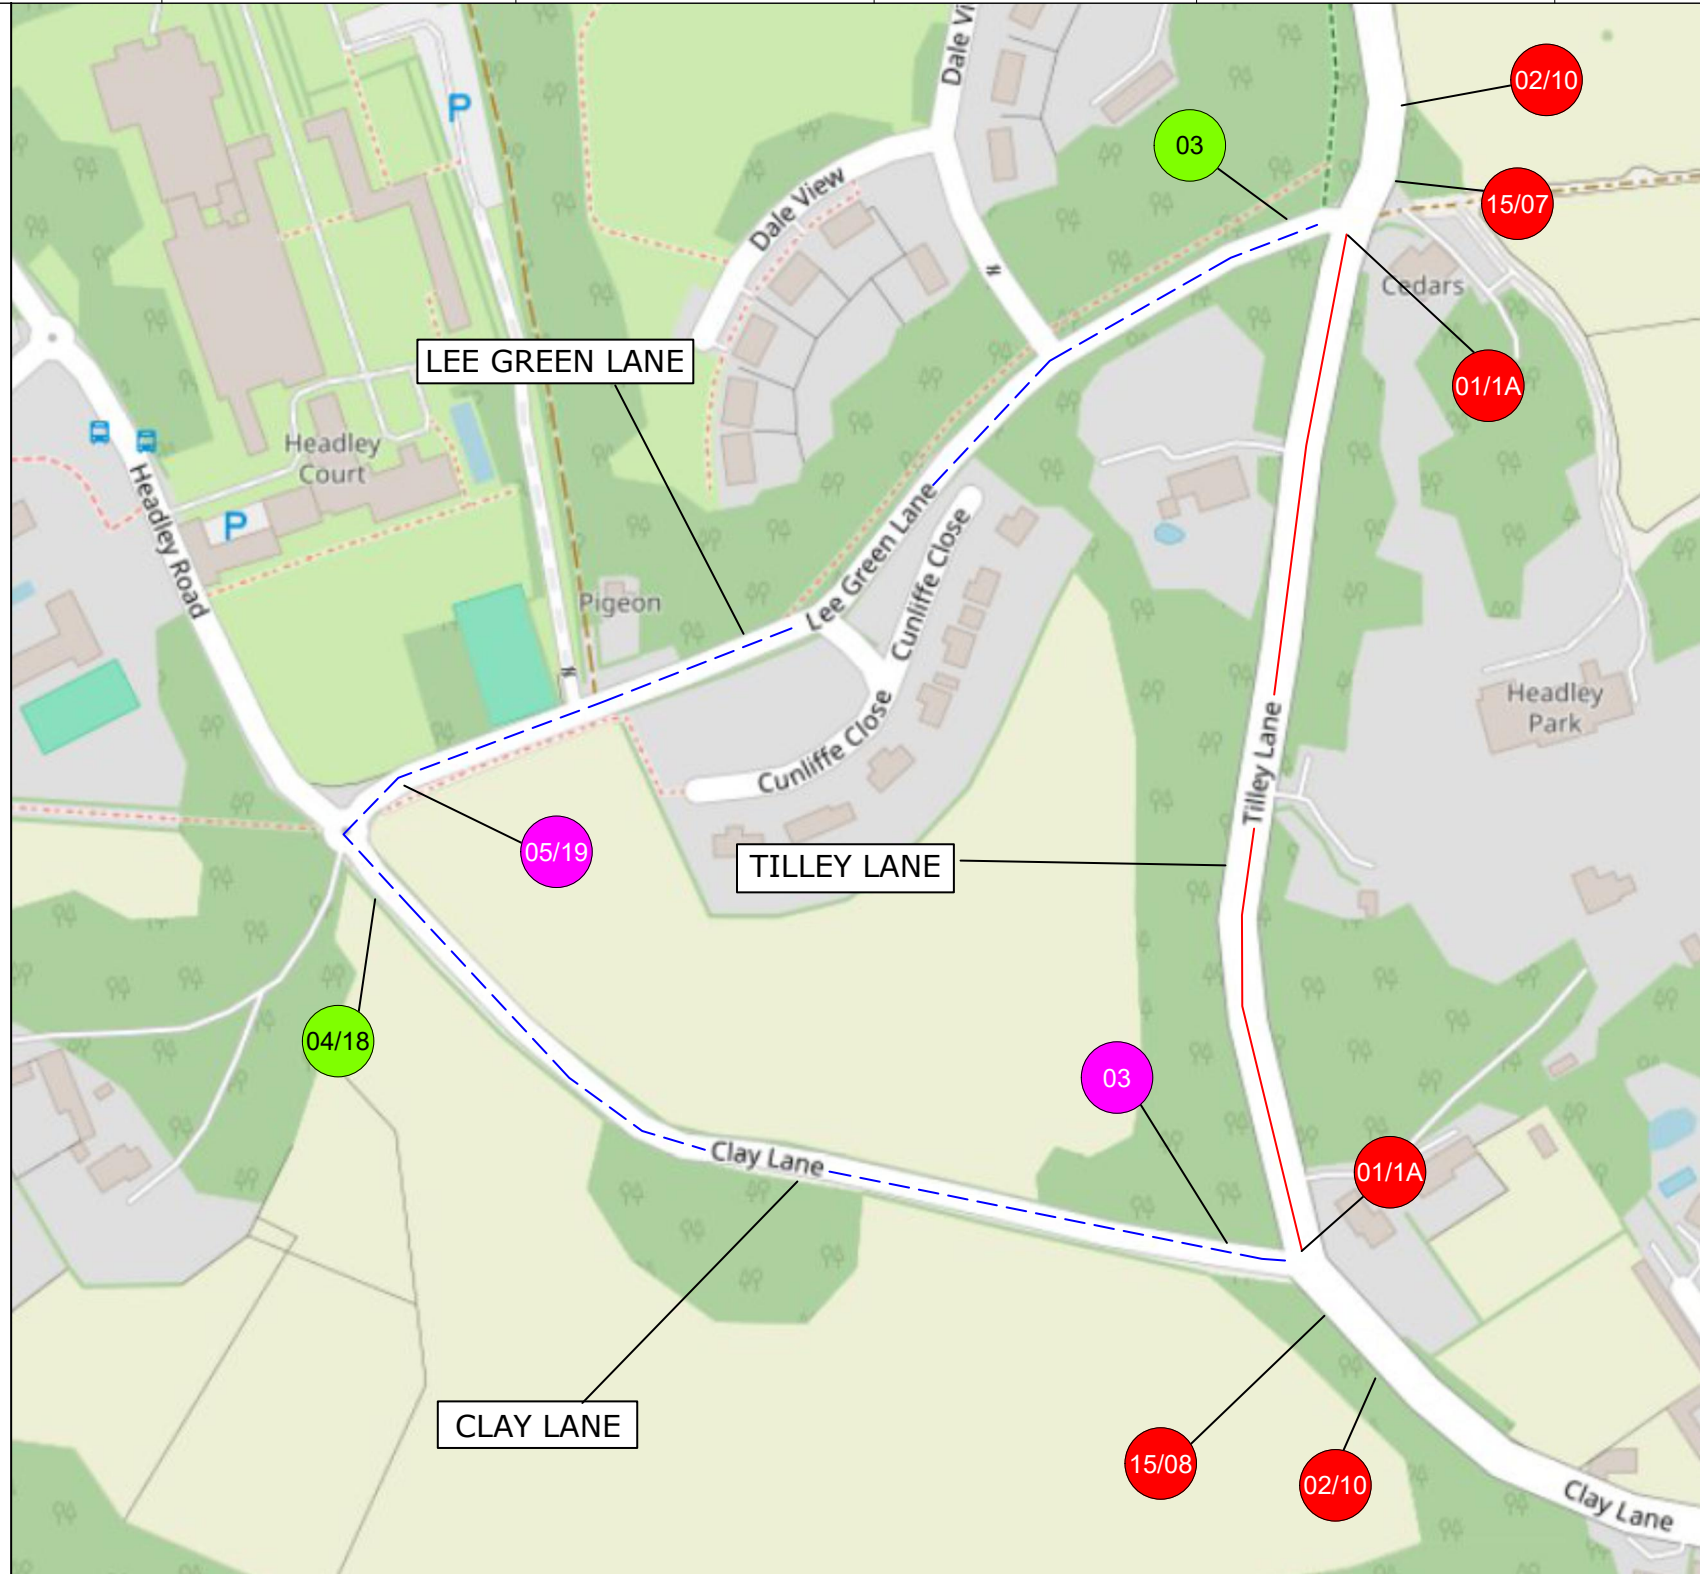 Dale Vi
02/10
P
03
Dale View
15/07
Cedars
LEE GREEN LANE
01/1A
Headley
Court
P
Headley Road
Lee Green Lane
Cunliffe Close
Pigeon
Cunliffe Close
Headley
Park
Tilley Lane
05/19
TILLEY LANE
04/18
03
Clay Lane
01/1A
CLAY LANE
15/08
02/10
Clay Lane